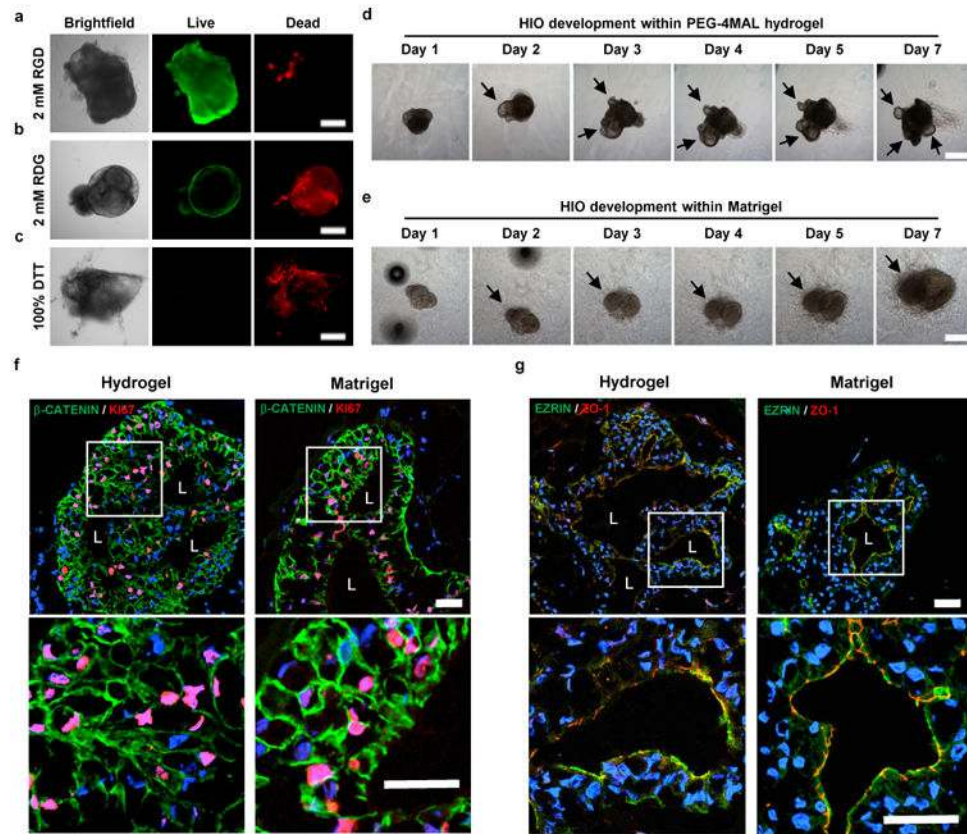 a
Brightfield Live Dead
2 mM RGD
b
2 mM RDG
c
100% DTT
d
HIO development within PEG-4MAL hydrogel
Day 1 Day 2 Day 3 Day 4 Day 5 Day 7
e
HIO development within Matrigel
Day 1 Day 2 Day 3 Day 4 Day 5 Day 7
f
Hydrogel Matrigel
β-CATENIN / KI67 β-CATENIN / KI67
L
L L
L
L
g
Hydrogel Matrigel
EZRIN / ZO-1 EZRIN / ZO-1
L L
L
L